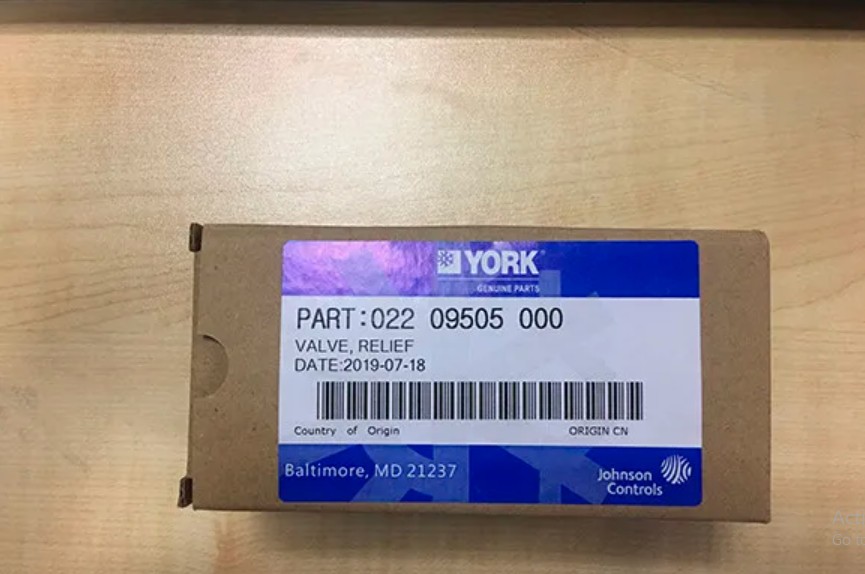 YORK®
GENUINE PARTS
PART:022 09505 000
VALVE, RELIEF
DATE:2019-07-18
Country of Origin ORIGIN CN
Baltimore, MD 21237
Johnson
Controls